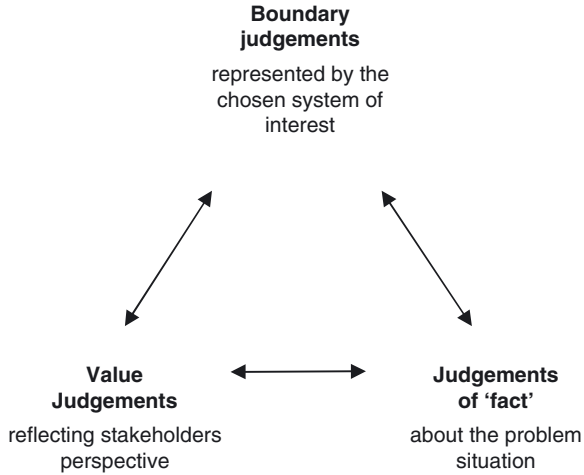 Boundary
judgements
represented by the
chosen system of
interest
Value
Judgements
reflecting stakeholders
perspective
Judgements
of ‘fact’
about the problem
situation